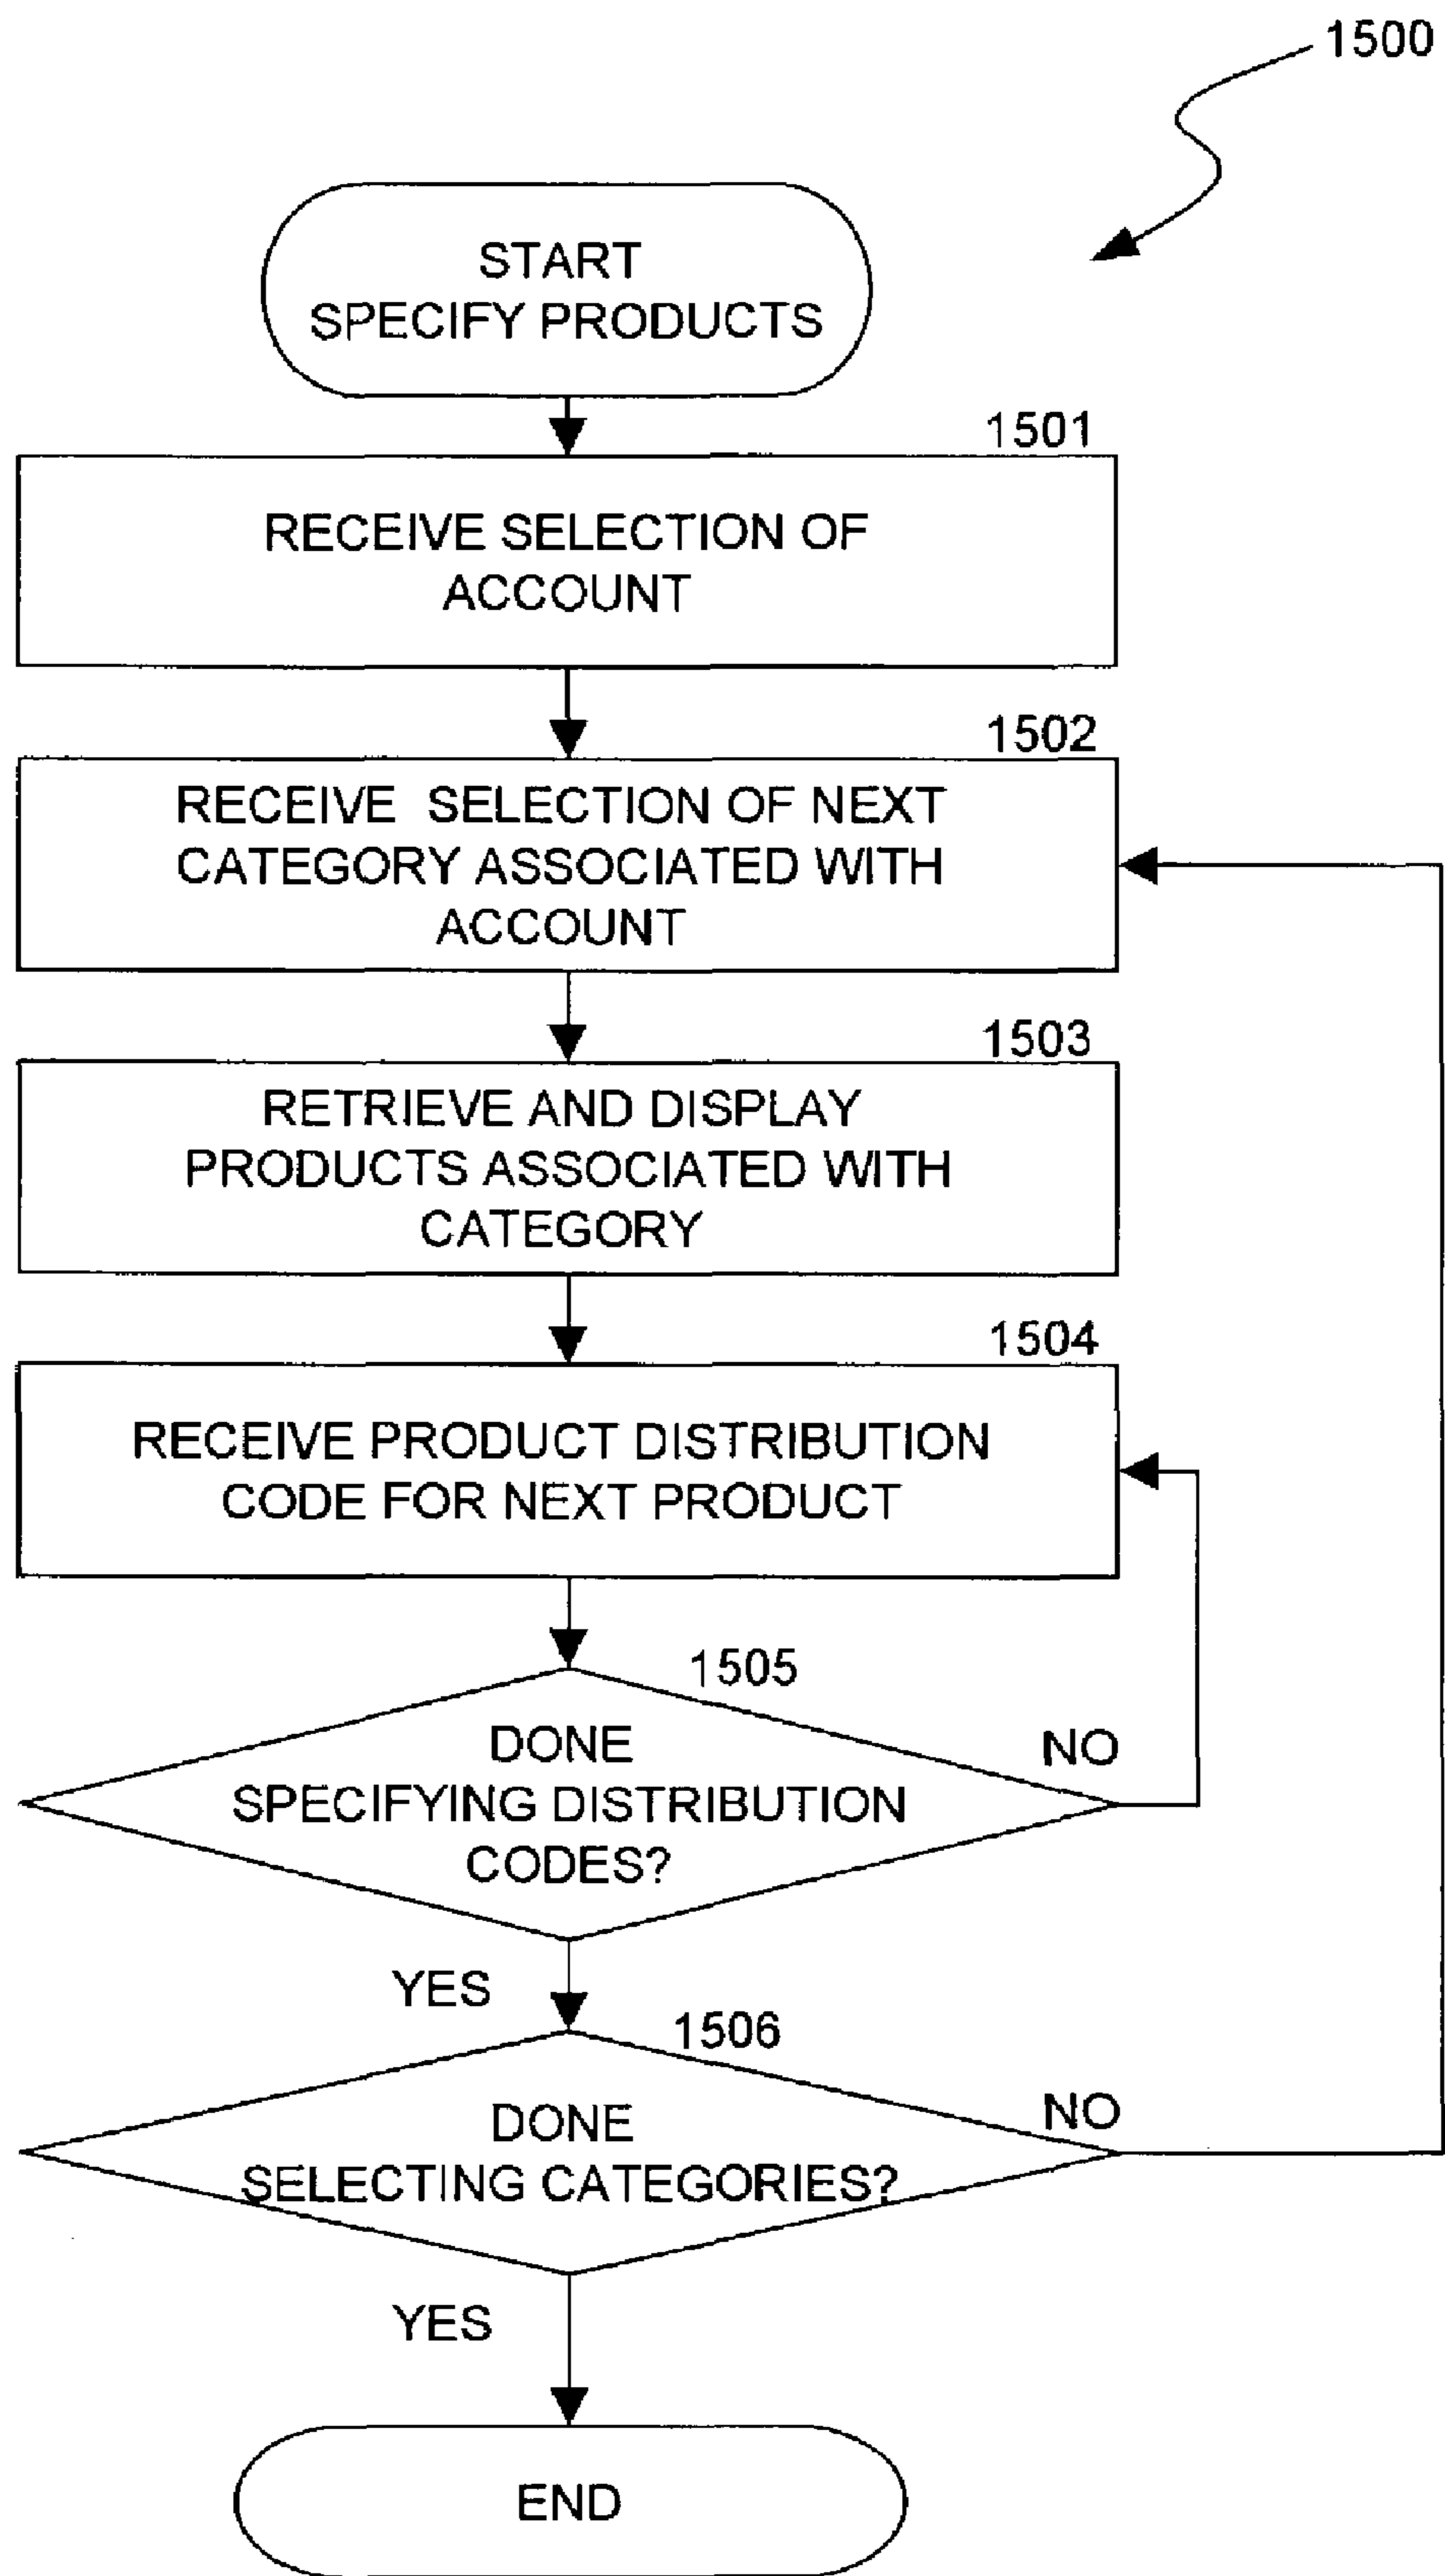 1500
START
SPECIFY PRODUCTS
1501
RECEIVE SELECTION OF
ACCOUNT
1502
RECEIVE SELECTION OF NEXT
CATEGORY ASSOCIATED WITH
ACCOUNT
1503
RETRIEVE AND DISPLAY
PRODUCTS ASSOCIATED WITH
CATEGORY
1504
RECEIVE PRODUCT DISTRIBUTION
CODE FOR NEXT PRODUCT
1505
DONE
SPECIFYING DISTRIBUTION
CODES?
NO
YES
1506
DONE
SELECTING CATEGORIES?
NO
YES
END